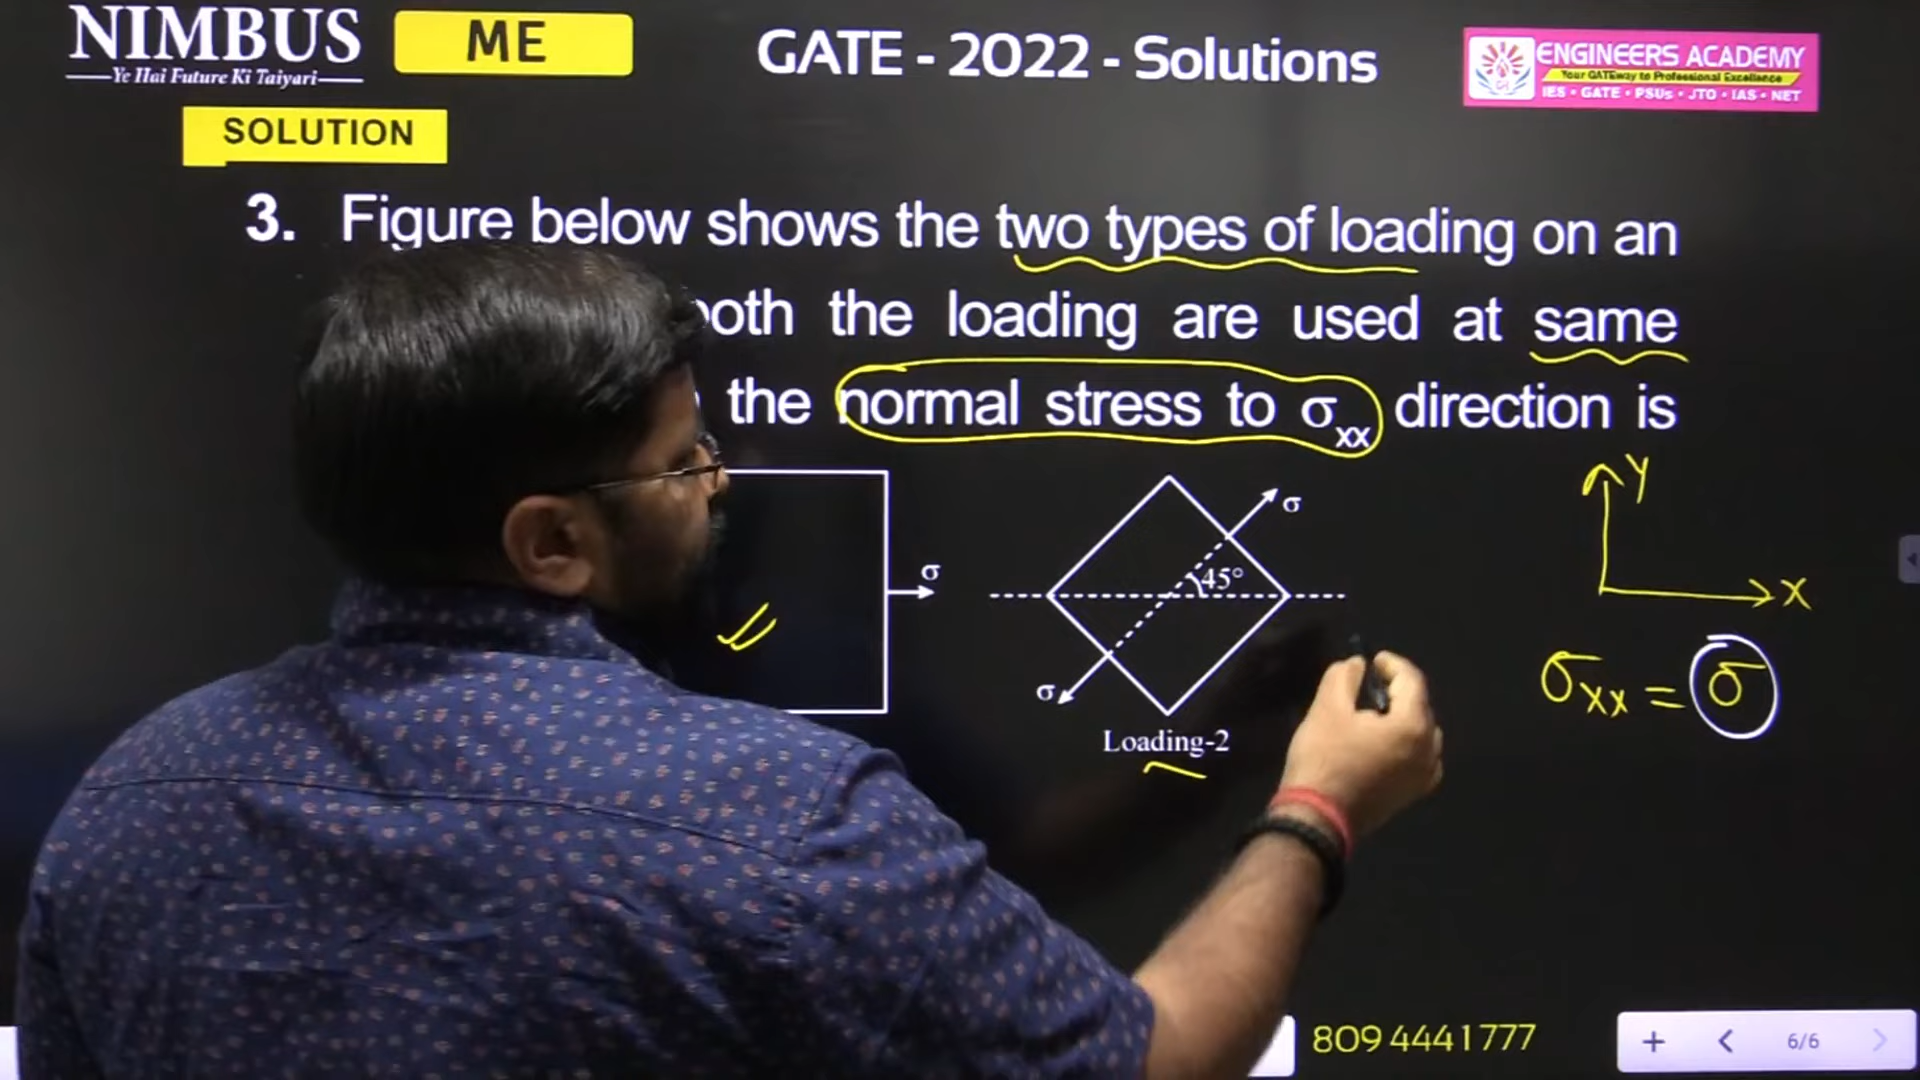 NIMBUS
Ye Hai Future Ki Taiyari
ME
GATE - 2022 - Solutions
ENGINEERS ACADEMY
Your GATEway to Professional Excellence
IES • GATE • PSUs • JTO • IAS • NET
SOLUTION
3. Figure below shows the two types of loading on an
both the loading are used at same
the normal stress to σxx direction is
σ
σ
45°
σ
Loading-2
Y
X
σxx = σ
809 4441777
+ < 6/6 >